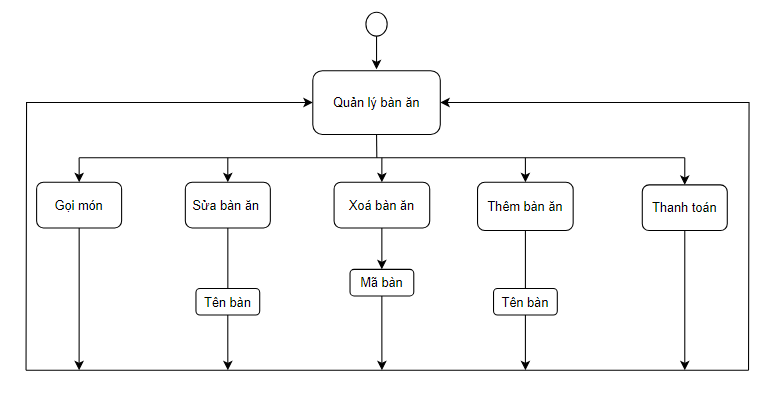 Quản lý bàn ăn
Gọi món
Sửa bàn ăn
Xoá bàn ăn
Thêm bàn ăn
Thanh toán
Tên bàn
Mã bàn
Tên bàn